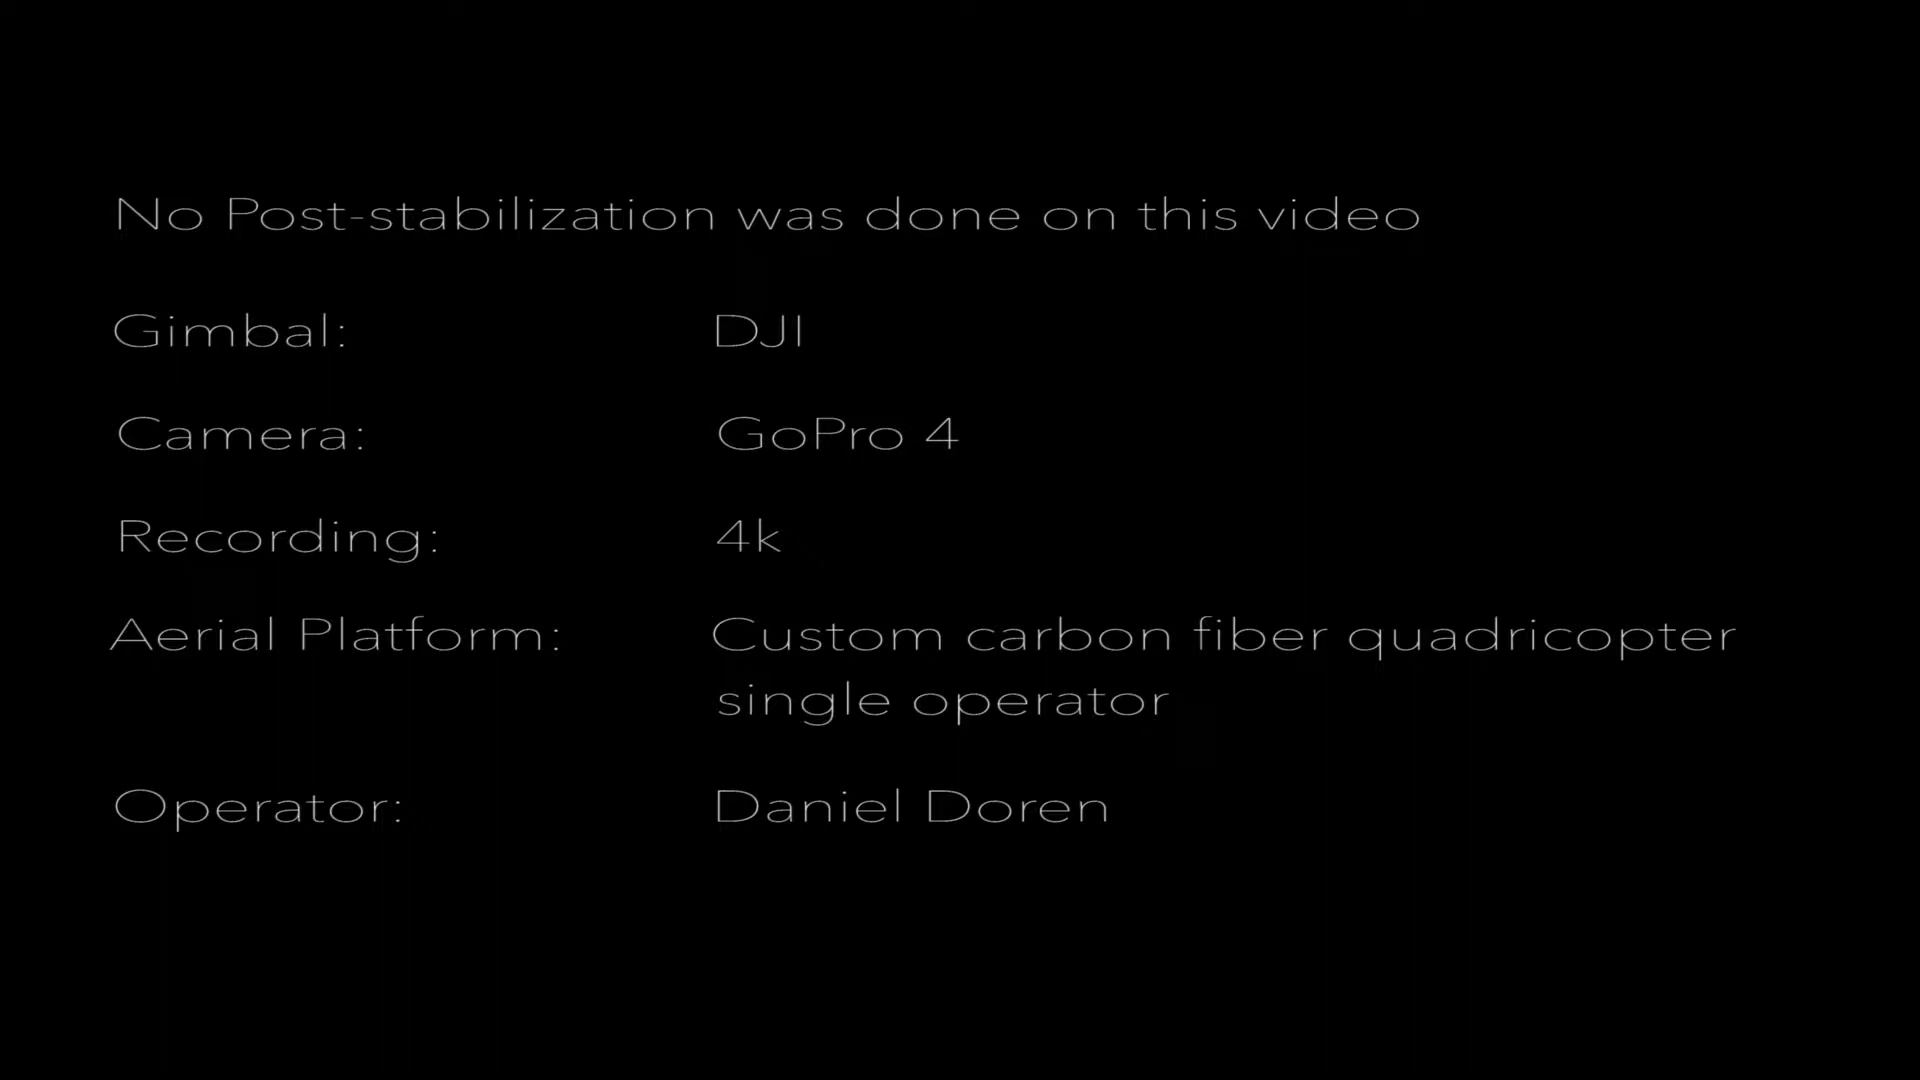 No Post-stabilization was done on this video
Gimbal: DJI
Camera: GoPro 4
Recording: 4k
Aerial Platform: Custom carbon fiber quadricopter
single operator
Operator: Daniel Doren